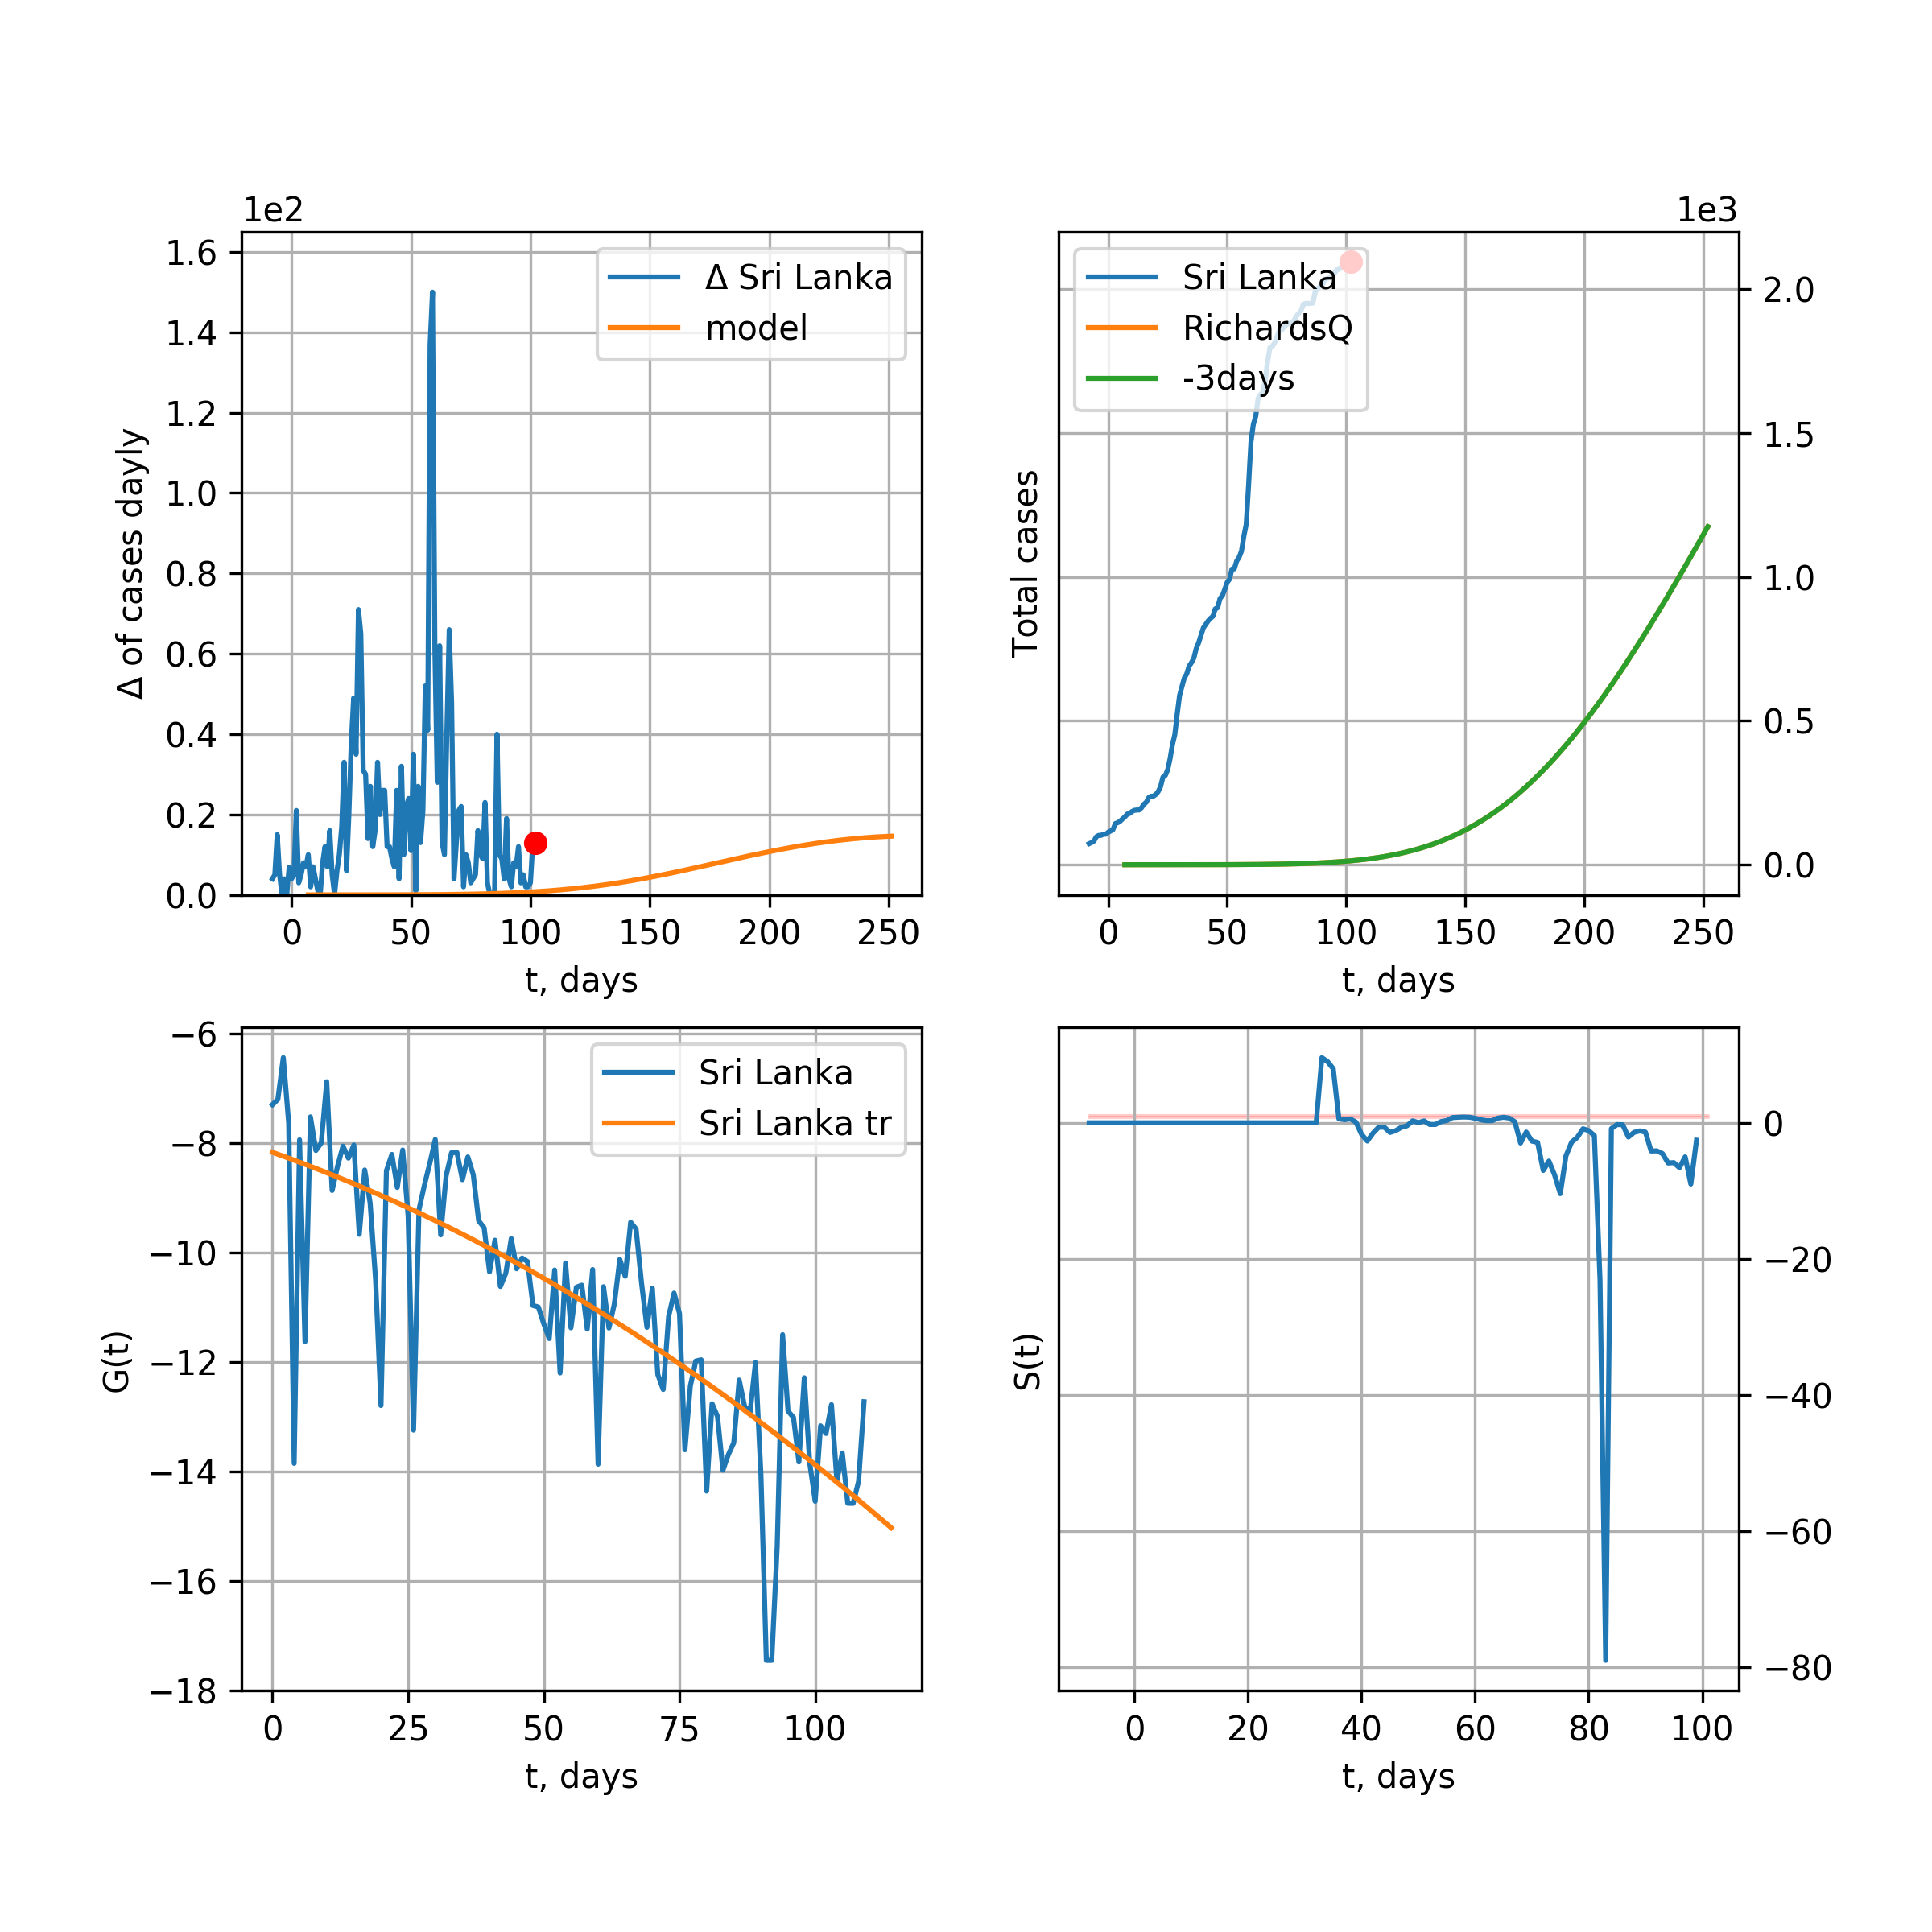 1e2
Δ of cases dayly
1.6
1.4
1.2
1.0
0.8
0.6
0.4
0.2
0.0
0 50 100 150 200 250
t, days
Δ Sri Lanka
model
1e3
Total cases
Sri Lanka
RichardsQ
-3days
2.0
1.5
1.0
0.5
0.0
0 50 100 150 200 250
t, days
G(t)
−6
−8
−10
−12
−14
−16
−18
0 25 50 75 100
t, days
Sri Lanka
Sri Lanka tr
S(t)
0
−20
−40
−60
−80
0 20 40 60 80 100
t, days